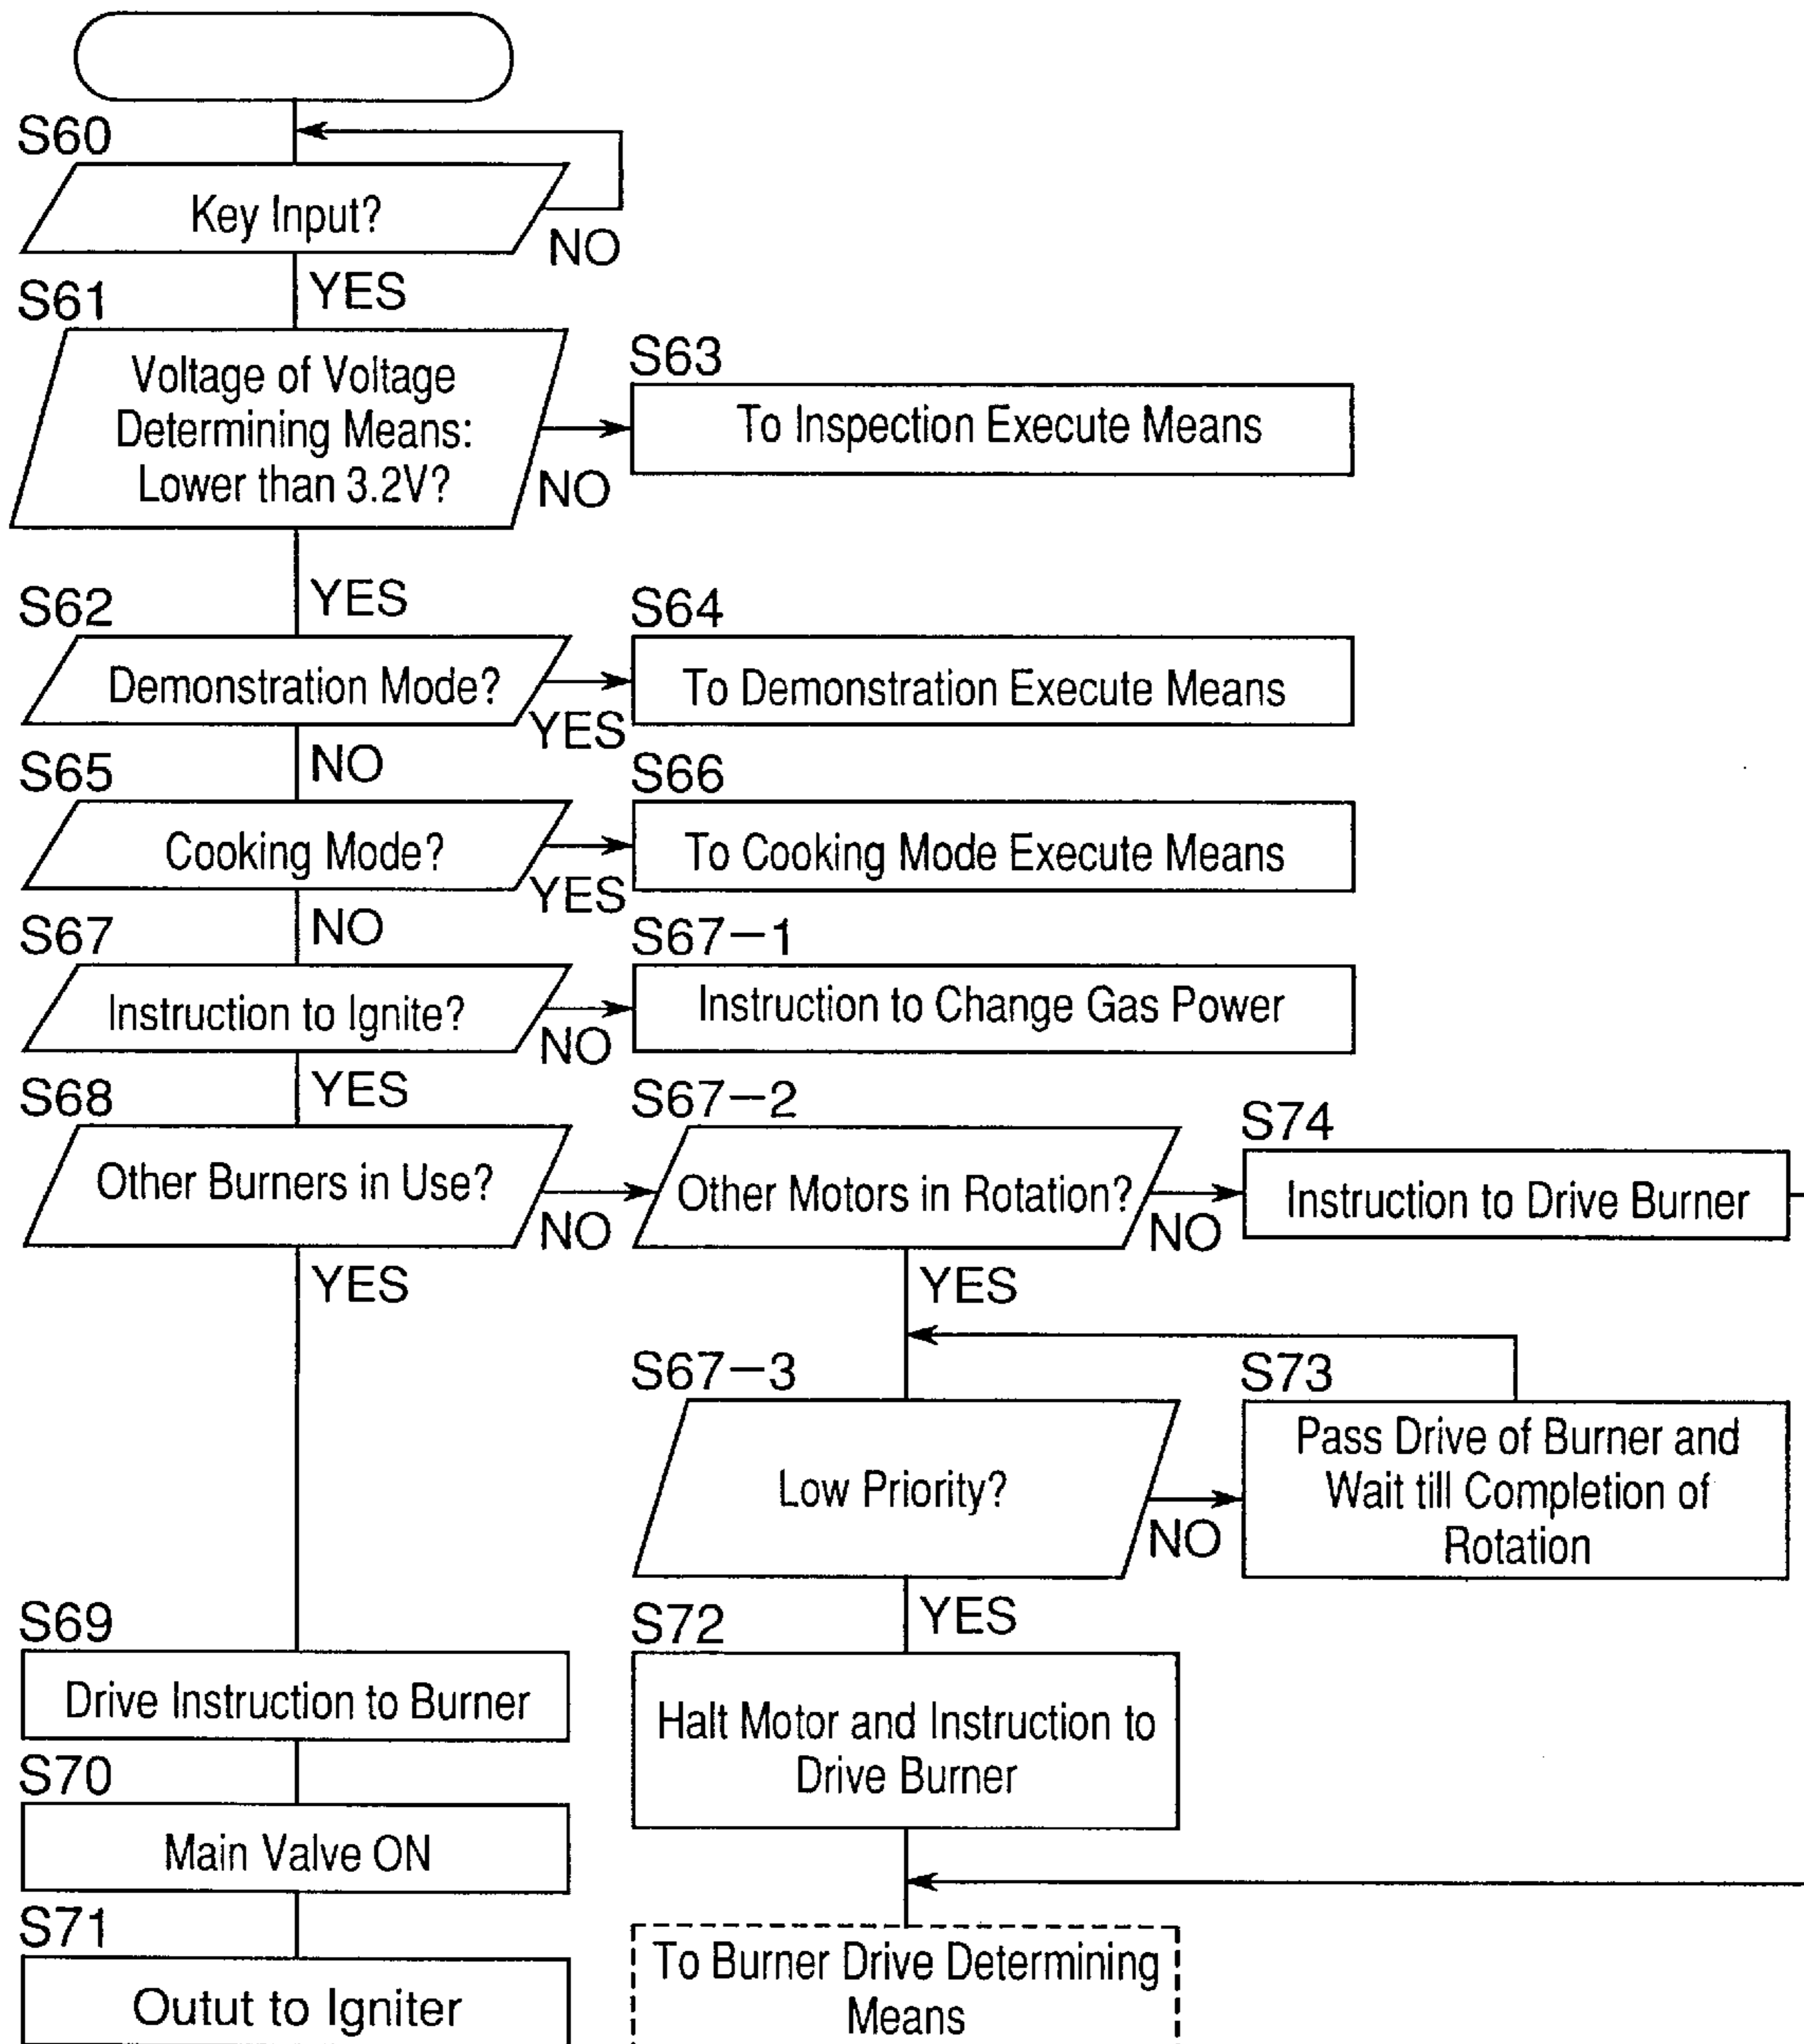 S60
Key Input?
NO
YES
S61
Voltage of Voltage
Determining Means:
Lower than 3.2V?
NO
S63
To Inspection Execute Means
YES
S62
Demonstration Mode?
YES
S64
To Demonstration Execute Means
NO
S65
Cooking Mode?
YES
S66
To Cooking Mode Execute Means
NO
S67
Instruction to Ignite?
NO
S67-1
Instruction to Change Gas Power
YES
S68
Other Burners in Use?
NO
S67-2
Other Motors in Rotation?
NO
S74
Instruction to Drive Burner
YES
YES
S67-3
Low Priority?
NO
S73
Pass Drive of Burner and
Wait till Completion of
Rotation
YES
S69
Drive Instruction to Burner
S72
Halt Motor and Instruction to
Drive Burner
S70
Main Valve ON
S71
Outut to Igniter
To Burner Drive Determining
Means